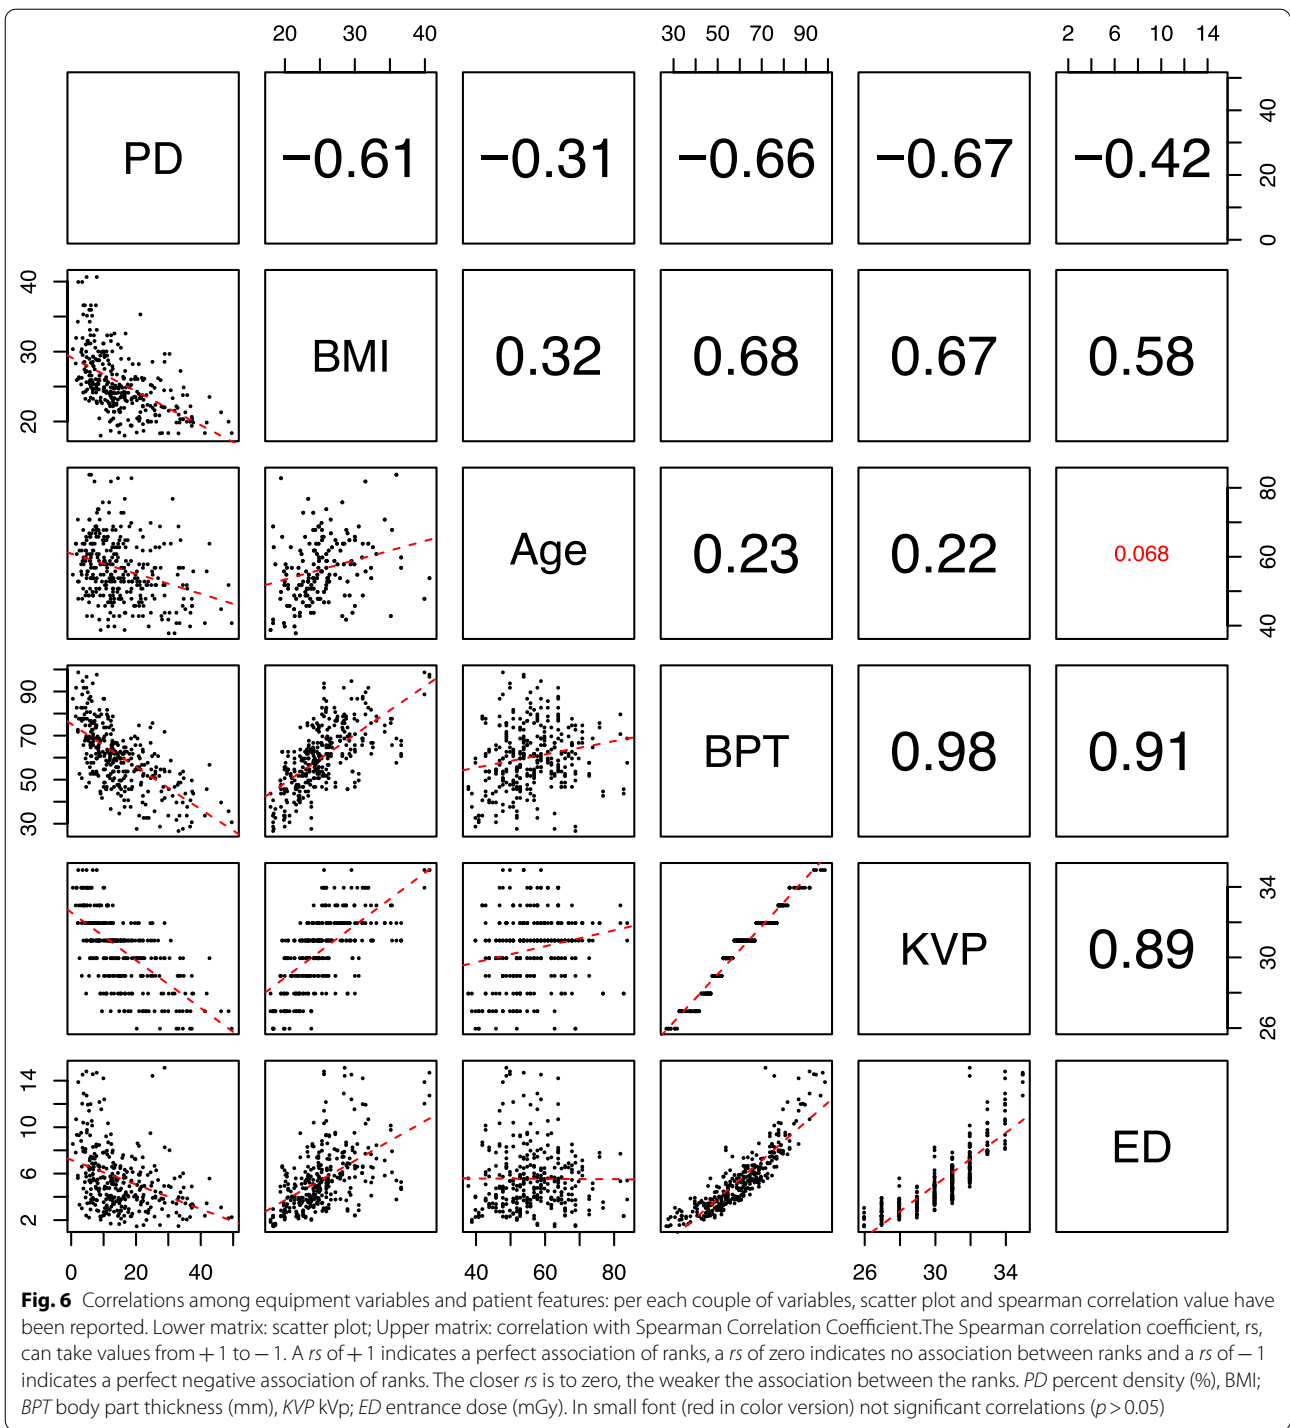 20 30 40 30 50 70 90 2 6 10 14
PD −0.61 −0.31 −0.66 −0.67 −0.42 0 20 40
20 30 40 BMI 0.32 0.68 0.67 0.58
Age 0.23 0.22 0.068 40 60 80
30 50 70 90 BPT 0.98 0.91
KVP 0.89 26 30 34
2 6 10 14 ED
0 20 40 40 60 80 26 30 34
Fig. 6 Correlations among equipment variables and patient features: per each couple of variables, scatter plot and spearman correlation value have
been reported. Lower matrix: scatter plot; Upper matrix: correlation with Spearman Correlation Coefficient.The Spearman correlation coefficient, rs,
can take values from + 1 to − 1. A rs of + 1 indicates a perfect association of ranks, a rs of zero indicates no association between ranks and a rs of − 1
indicates a perfect negative association of ranks. The closer rs is to zero, the weaker the association between the ranks. PD percent density (%), BMI;
BPT body part thickness (mm), KVP kVp; ED entrance dose (mGy). In small font (red in color version) not significant correlations (p > 0.05)